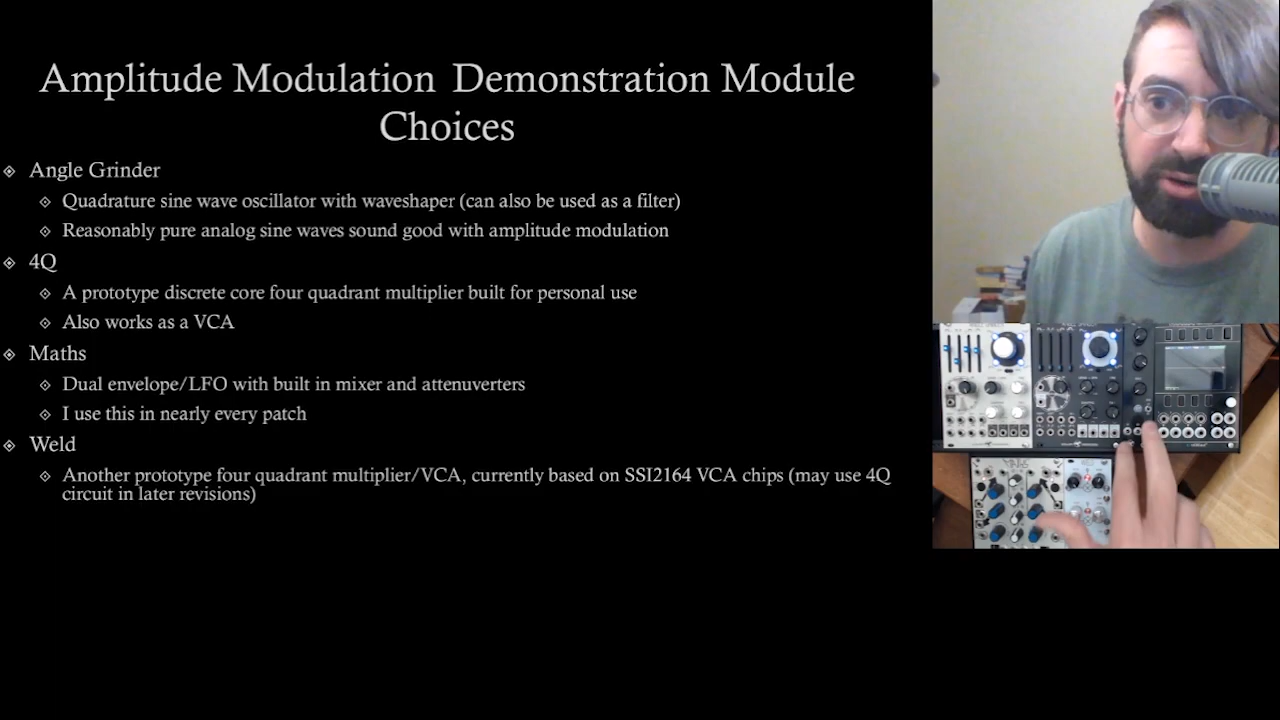 Amplitude Modulation Demonstration Module
Choices
Angle Grinder
Quadrature sine wave oscillator with waveshaper (can also be used as a filter)
Reasonably pure analog sine waves sound good with amplitude modulation
4Q
A prototype discrete core four quadrant multiplier built for personal use
Also works as a VCA
Maths
Dual envelope/LFO with built in mixer and attenuverters
I use this in nearly every patch
Weld
Another prototype four quadrant multiplier/VCA, currently based on SSI2164 VCA chips (may use 4Q
circuit in later revisions)